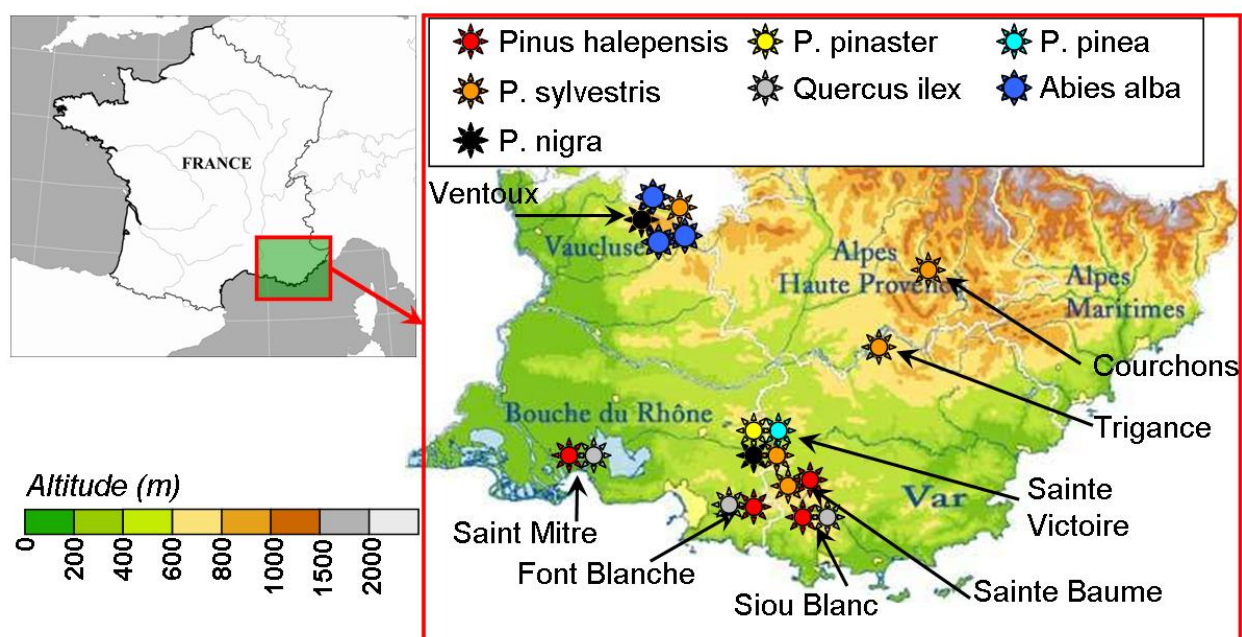 FRANCE
Pinus halepensis
P. pinaster
P. pinea
P. sylvestris
Quercus ilex
Abies alba
P. nigra
Ventoux
Vaucluse
Alpes
Haute Provence
Alpes
Maritimes
Courchons
Trigance
Bouche du Rhône
Var
Sainte
Victoire
Saint Mitre
Font Blanche
Siou Blanc
Sainte Baume
Altitude (m)
0
200
400
600
800
1000
1500
2000